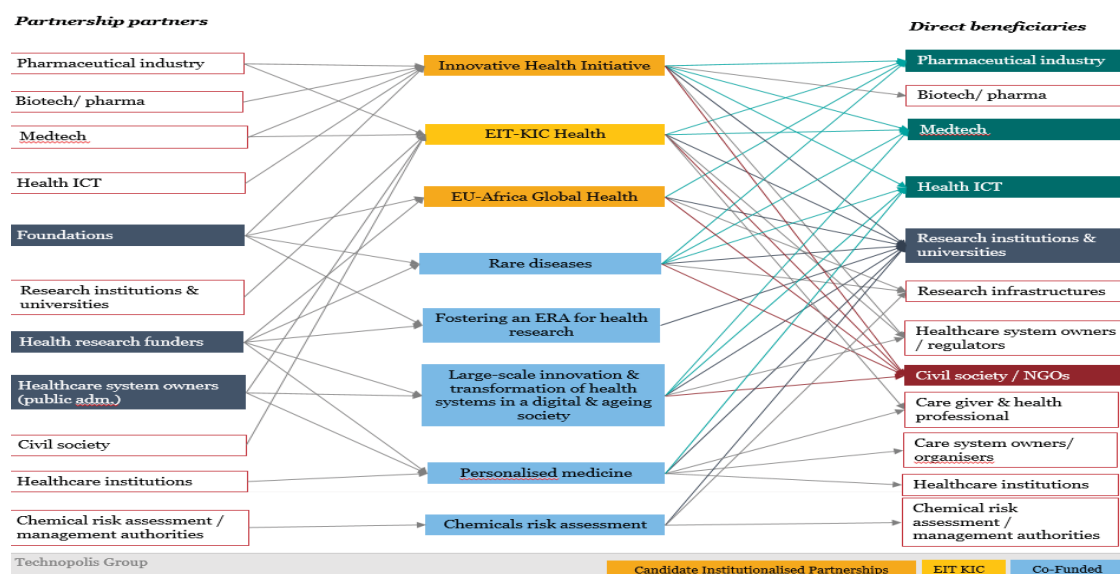 Partnership partners
Pharmaceutical industry
Biotech/ pharma
Medtech
Health ICT
Foundations
Research institutions &
universities
Health research funders
Healthcare system owners
(public adm.)
Civil society
Healthcare institutions
Chemical risk assessment /
management authorities
Innovative Health Initiative
EIT-KIC Health
EU-Africa Global Health
Rare diseases
Fostering an ERA for health
research
Large-scale innovation &
transformation of health
systems in a digital & ageing
society
Personalised medicine
Chemicals risk assessment
Direct beneficiaries
Pharmaceutical industry
Biotech/ pharma
Medtech
Health ICT
Research institutions &
universities
Research infrastructures
Healthcare system owners
/ regulators
Civil society / NGOs
Care giver & health
professional
Care system owners/
organisers
Healthcare institutions
Chemical risk
assessment /
management authorities
Technopolis Group
Candidate Institutionalised Partnerships
EIT KIC
Co-Funded